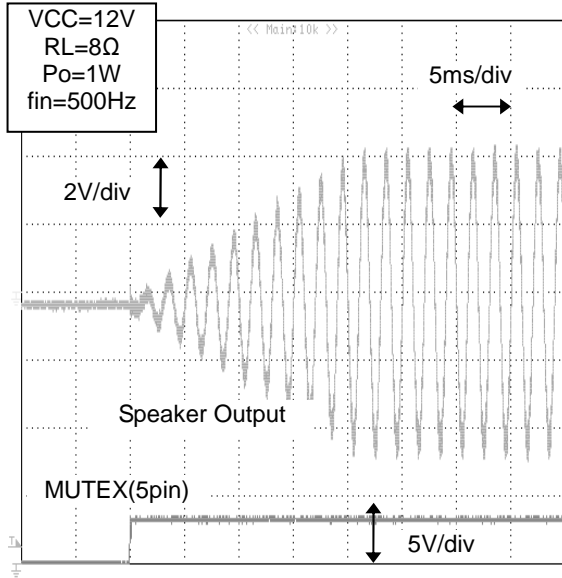 VCC=12V
RL=8Ω
Po=1W
fin=500Hz
<< Main:10k >>
5ms/div
2V/div
Speaker Output
MUTEX(5pin)
5V/div
T